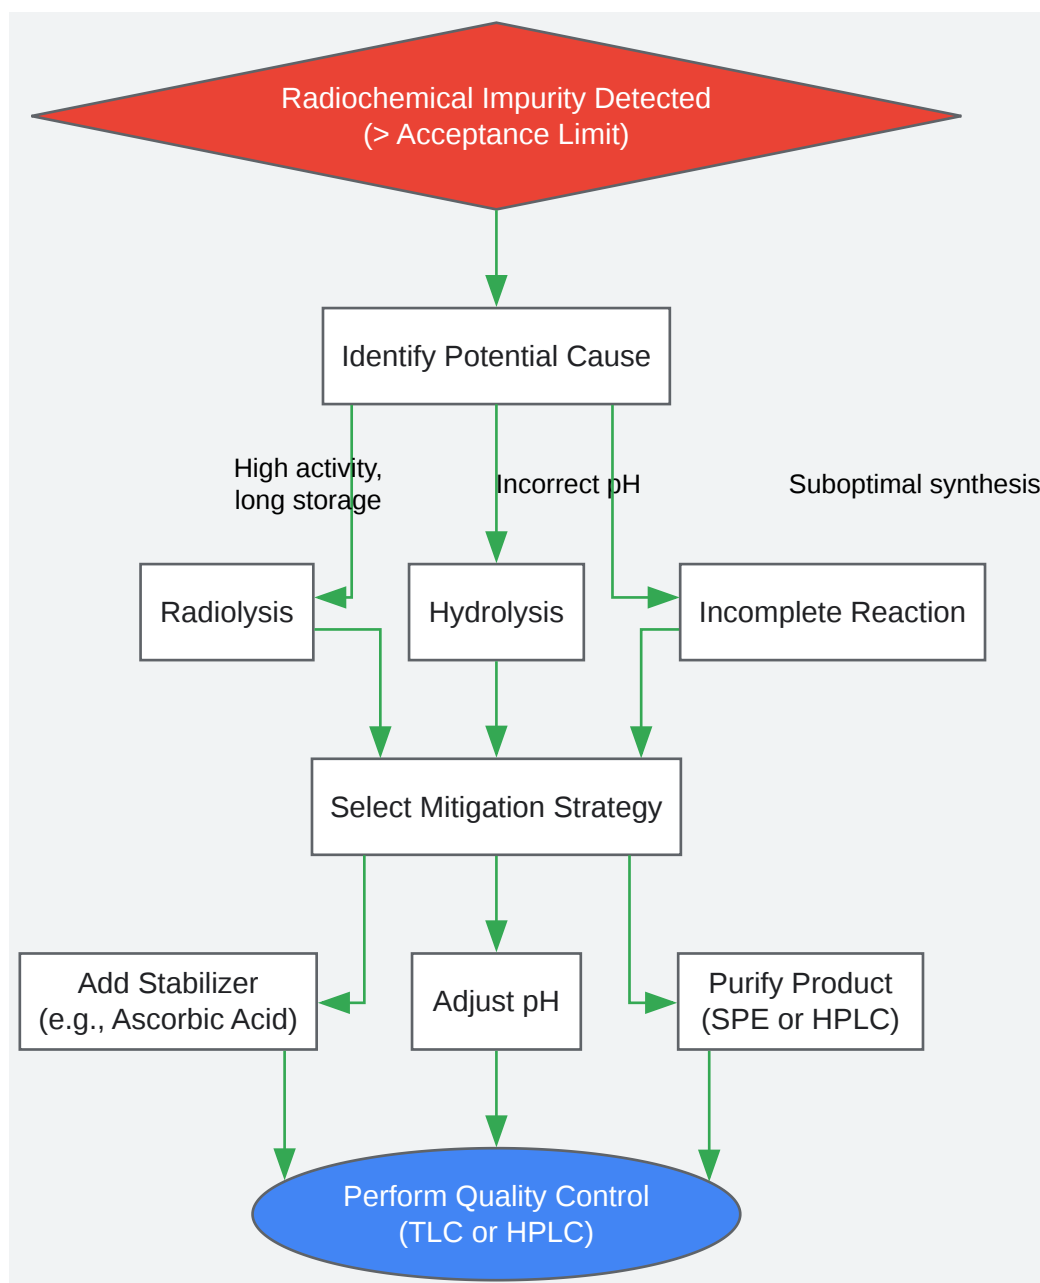 Radiochemical Impurity Detected
(> Acceptance Limit)
Identify Potential Cause
High activity,
long storage
Incorrect pH
Suboptimal synthesis
Radiolysis
Hydrolysis
Incomplete Reaction
Select Mitigation Strategy
Add Stabilizer
(e.g., Ascorbic Acid)
Adjust pH
Purify Product
(SPE or HPLC)
Perform Quality Control
(TLC or HPLC)